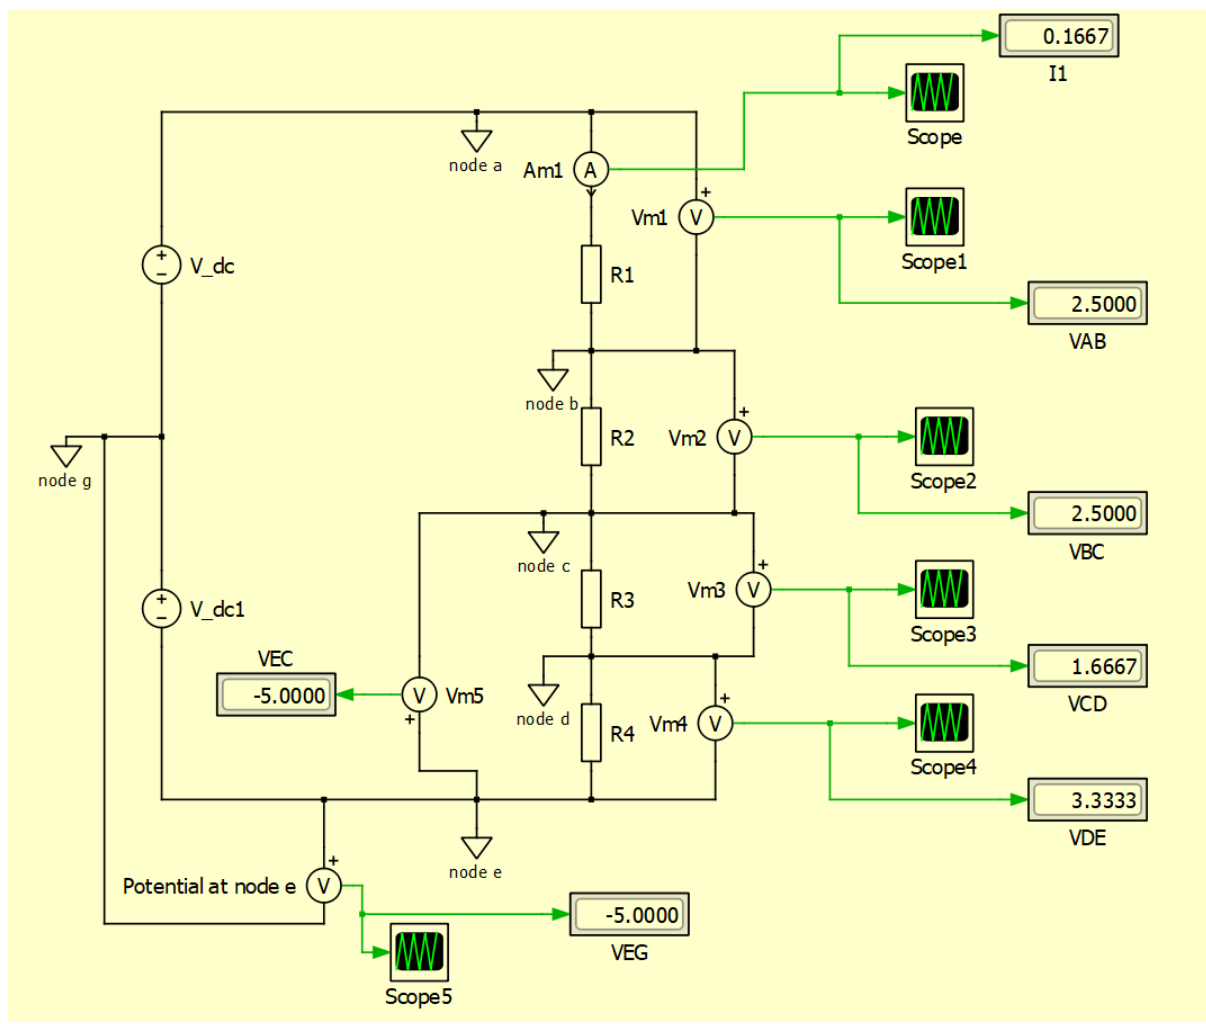 0.1667
I1
Scope
node a
Am1
A
+
Vm1
V
Scope1
+
−
V_dc
R1
2.5000
VAB
node b
+
R2
Vm2
V
Scope2
node g
2.5000
VBC
node c
+
R3
Vm3
V
Scope3
+
−
V_dc1
VEC
-5.0000
V
Vm5
+
node d
1.6667
VCD
+
R4
Vm4
V
Scope4
3.3333
VDE
node e
+
Potential at node e
V
-5.0000
VEG
Scope5